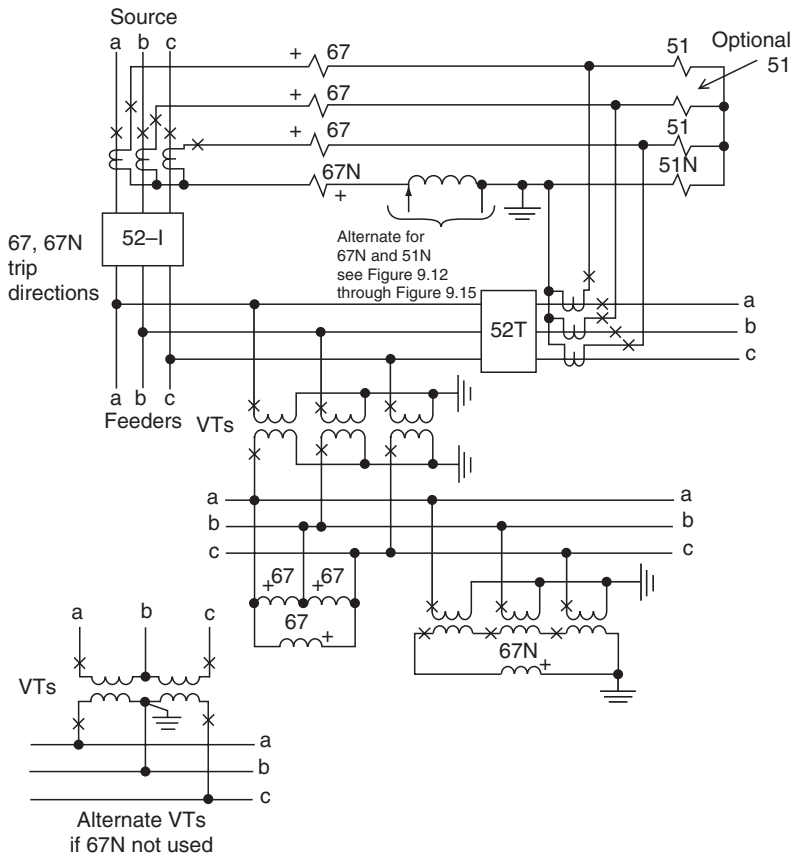 Source
a b c
+ 67
51
Optional
51
+ 67
+ 67
51
67N
+
51N
67, 67N
trip
directions
52–I
Alternate for
67N and 51N
see Figure 9.12
through Figure 9.15
52T
a
b
c
a b c
Feeders
VTs
a a
b b
c c
+67 +67
67
+
67N
+
a b c
VTs
a
b
c
Alternate VTs
if 67N not used